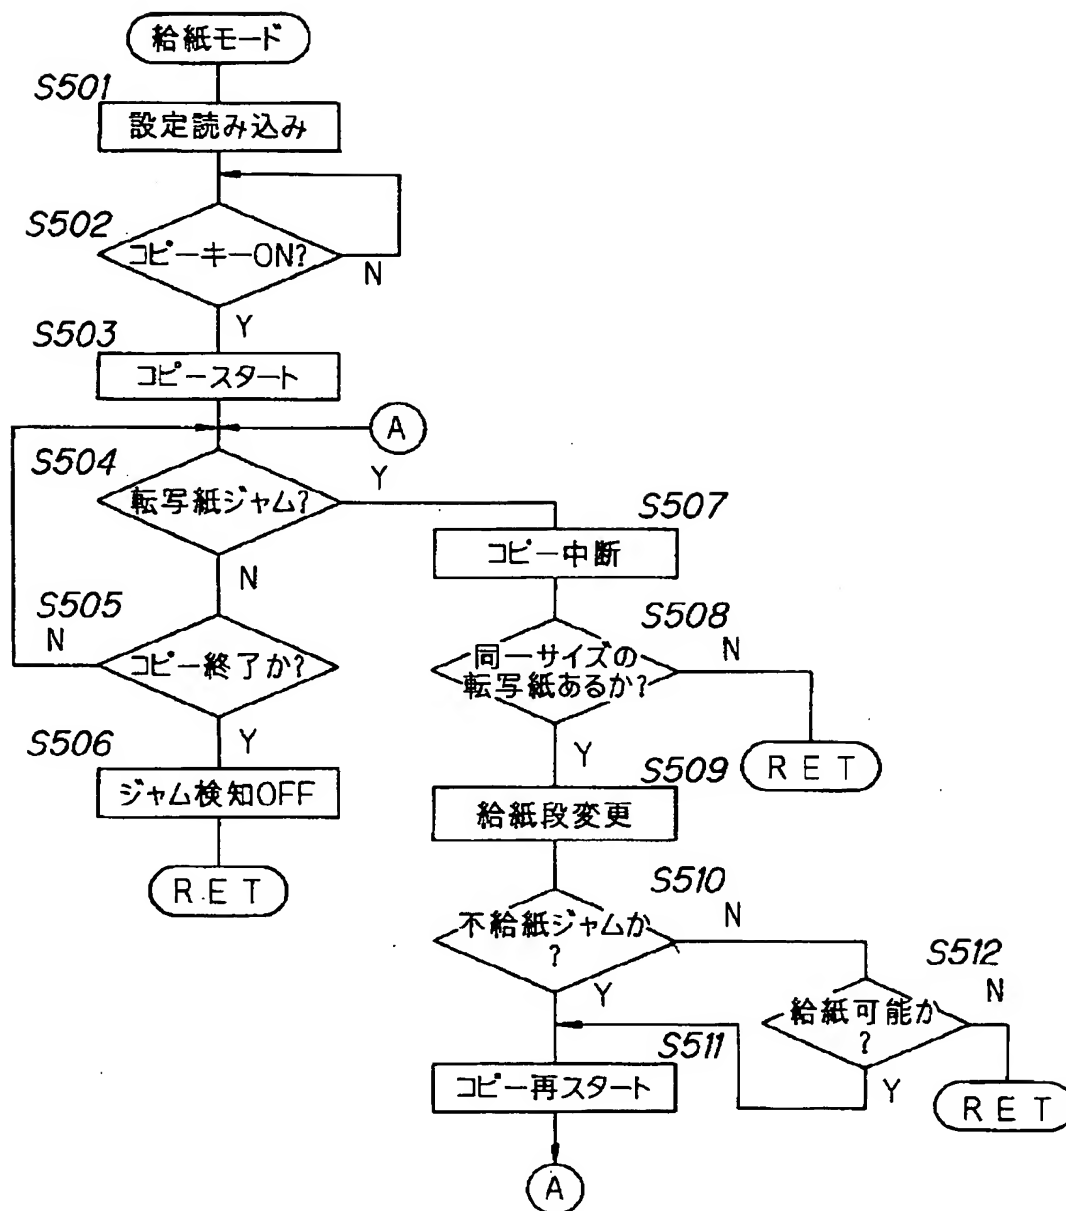 給紙モード
S501
設定読み込み
S502
コピーキーON?
N
Y
S503
コピースタート
A
S504
転写紙ジャム?
Y
N
S505
N
コピー終了か?
Y
S506
ジャム検知OFF
RET
S507
コピー中断
S508
同一サイズの
転写紙あるか?
N
RET
Y
S509
給紙段変更
S510
不給紙ジャムか
?
N
Y
S512
給紙可能か
?
N
RET
Y
S511
コピー再スタート
A